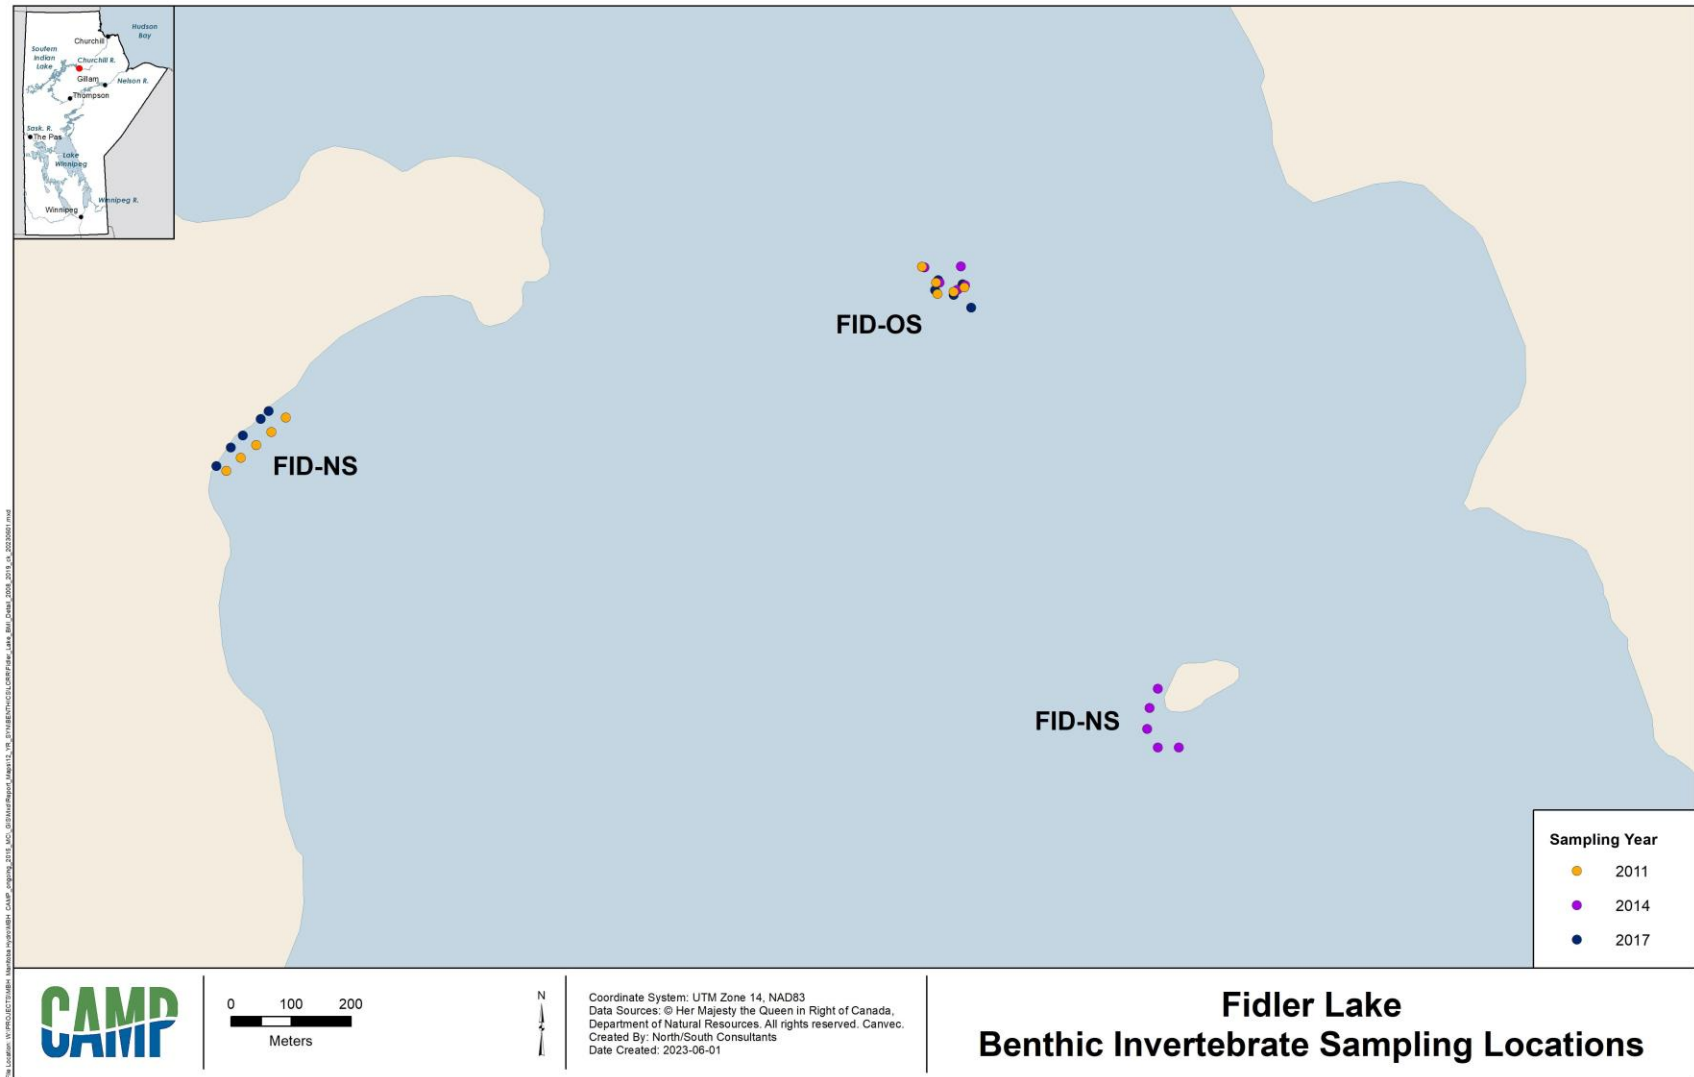 Hudson
Bay
Churchill
Soutern
Indian
Lake
Churchill R.
Gillam
Nelson R.
Thompson
Sask. R.
The Pas
Lake
Winnipeg
Winnipeg R.
Winnipeg
FID-OS
FID-NS
FID-NS
Sampling Year
2011
2014
2017
CAMP
0 100 200
Meters
N
Coordinate System: UTM Zone 14, NAD83
Data Sources: © Her Majesty the Queen in Right of Canada,
Department of Natural Resources. All rights reserved. Canvec.
Created By: North/South Consultants
Date Created: 2023-06-01
Fidler Lake
Benthic Invertebrate Sampling Locations